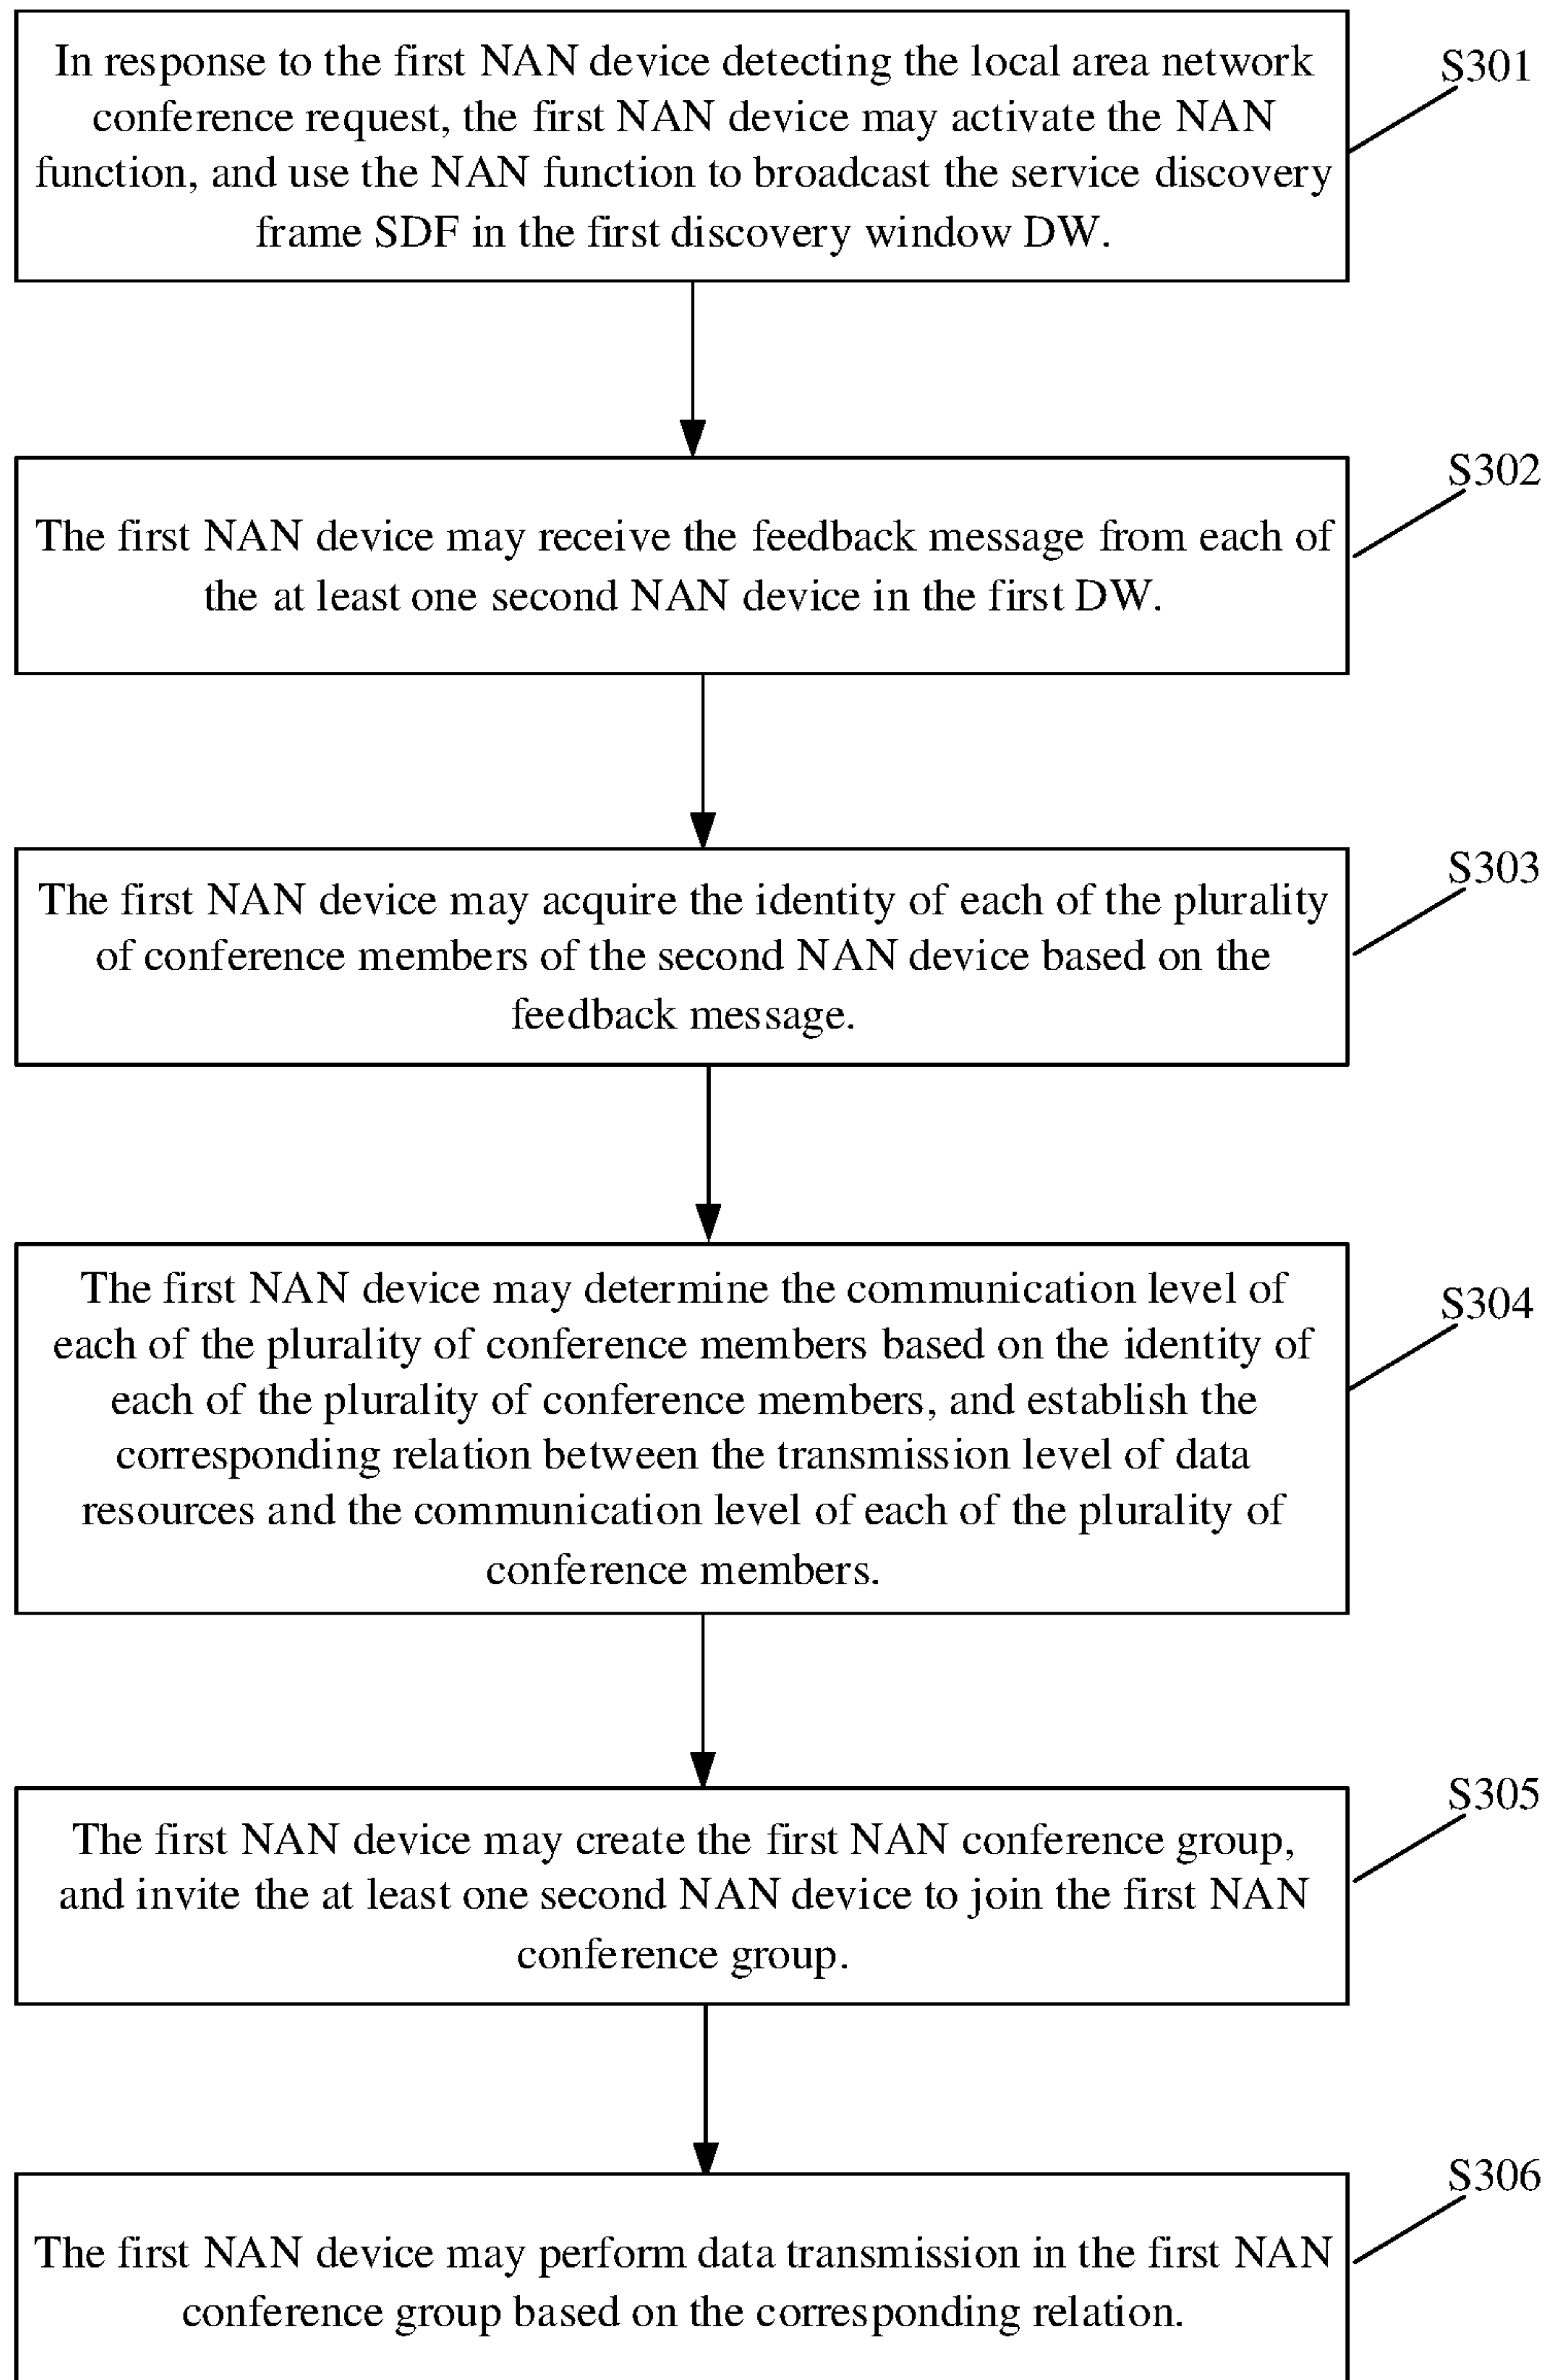 In response to the first NAN device detecting the local area network
conference request, the first NAN device may activate the NAN
function, and use the NAN function to broadcast the service discovery
frame SDF in the first discovery window DW.
S301
The first NAN device may receive the feedback message from each of
the at least one second NAN device in the first DW.
S302
The first NAN device may acquire the identity of each of the plurality
of conference members of the second NAN device based on the
feedback message.
S303
The first NAN device may determine the communication level of
each of the plurality of conference members based on the identity of
each of the plurality of conference members, and establish the
corresponding relation between the transmission level of data
resources and the communication level of each of the plurality of
conference members.
S304
The first NAN device may create the first NAN conference group,
and invite the at least one second NAN device to join the first NAN
conference group.
S305
The first NAN device may perform data transmission in the first NAN
conference group based on the corresponding relation.
S306